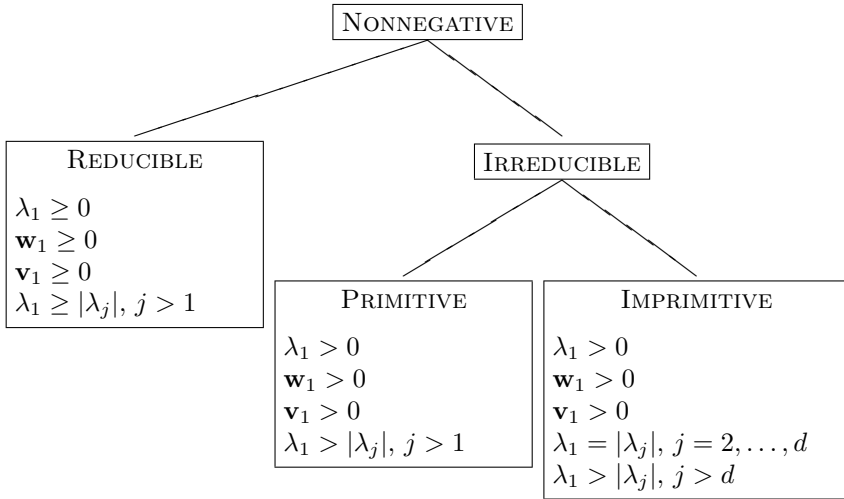 NONNEGATIVE
REDUCIBLE
λ₁ ≥ 0
w₁ ≥ 0
v₁ ≥ 0
λ₁ ≥ |λⱼ|, j > 1
IRREDUCIBLE
PRIMITIVE
λ₁ > 0
w₁ > 0
v₁ > 0
λ₁ > |λⱼ|, j > 1
IMPRIMITIVE
λ₁ > 0
w₁ > 0
v₁ > 0
λ₁ = |λⱼ|, j = 2, . . . , d
λ₁ > |λⱼ|, j > d